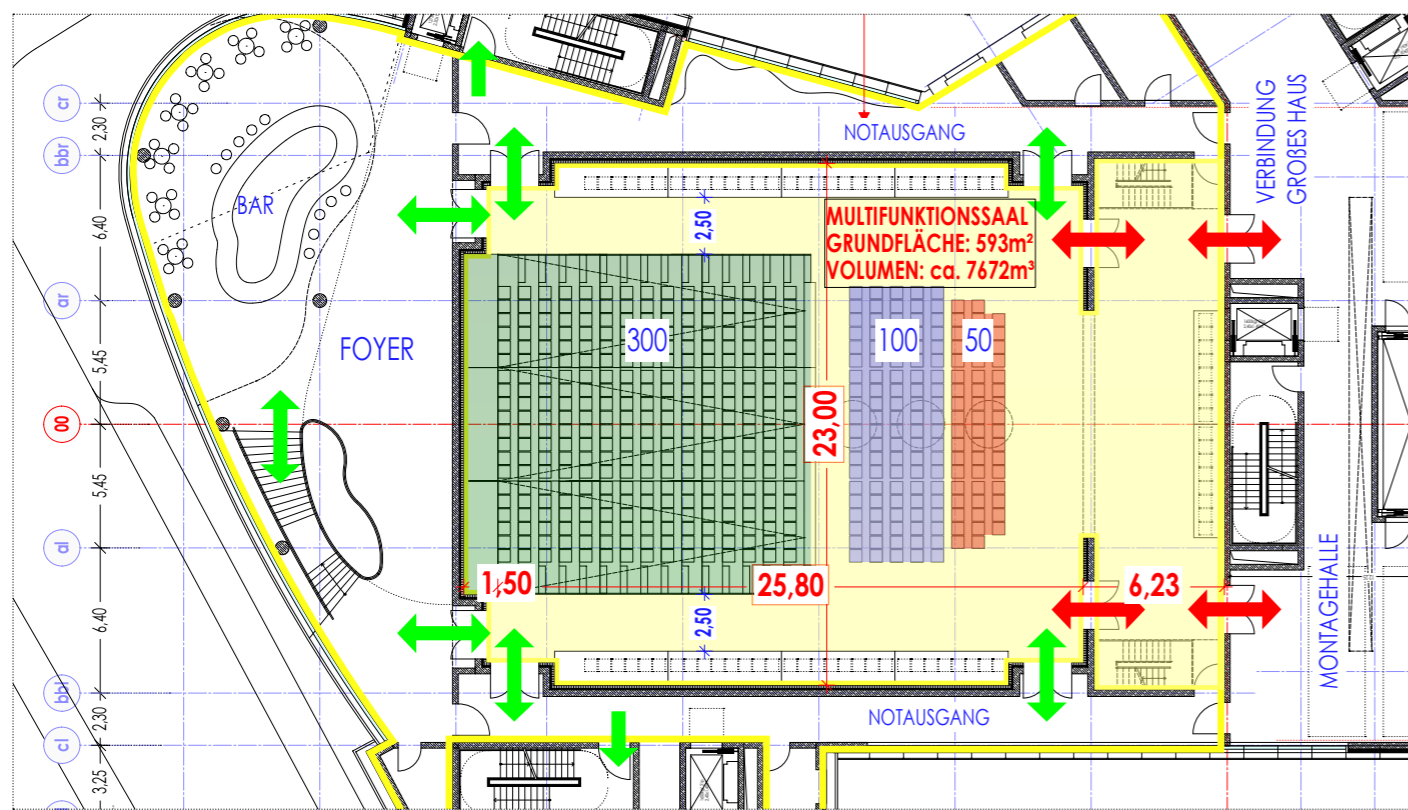 cr
2,30
bbr
6,40
ar
5,45
00
5,45
al
6,40
bbl
2,30
cl
3,25
BAR
FOYER
NOTAUSGANG
VERBINDUNG
GROßES HAUS
2,50
MULTIFUNKTIONSSAAL
GRUNDFLÄCHE: 593m²
VOLUMEN: ca. 7672m³
300
100
50
23,00
1,50
25,80
6,23
2,50
NOTAUSGANG
MONTAGEHALLE